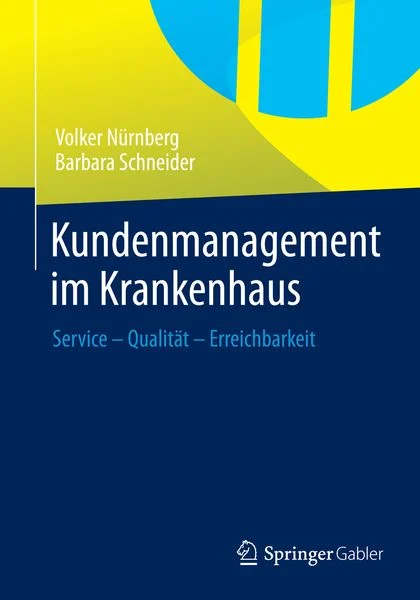 Volker Nürnberg
Barbara Schneider
Kundenmanagement
im Krankenhaus
Service – Qualität – Erreichbarkeit
Springer Gabler